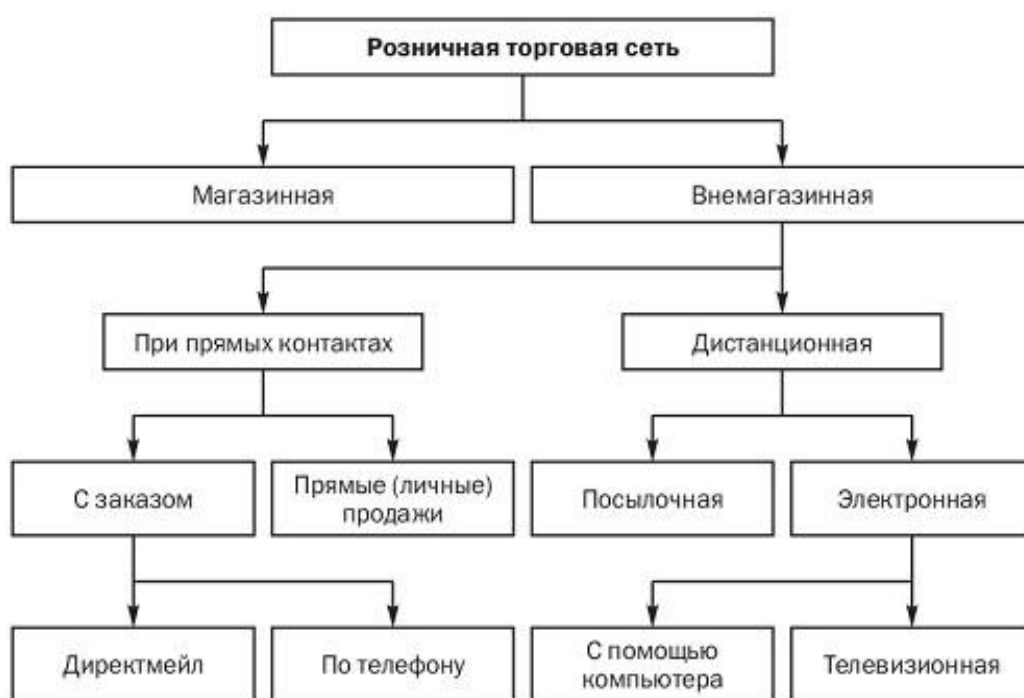 Розничная торговая сеть
Магазинная
Внемагазинная
При прямых контактах
Дистанционная
С заказом
Прямые (личные)
продажи
Посылочная
Электронная
Директмейл
По телефону
С помощью
компьютера
Телевизионная